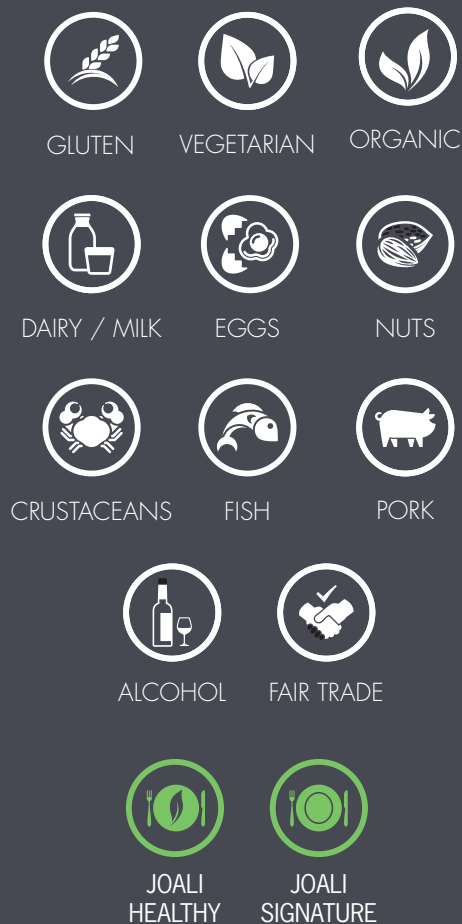 GLUTEN VEGETARIAN ORGANIC
DAIRY / MILK EGGS NUTS
CRUSTACEANS FISH PORK
ALCOHOL FAIR TRADE
JOALI
HEALTHY
JOALI
SIGNATURE